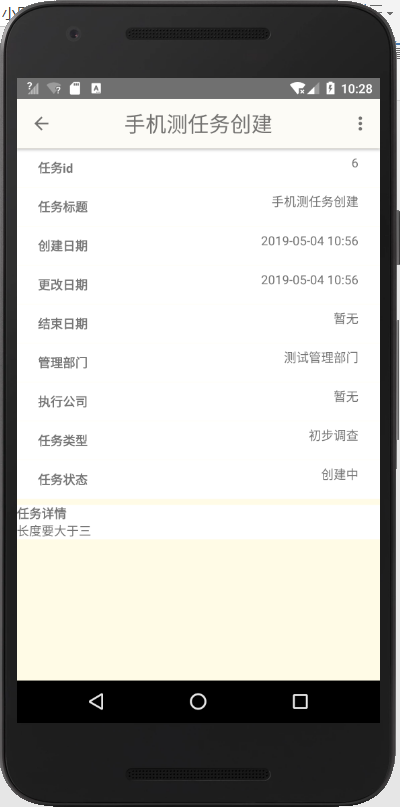 10:28
手机测任务创建
任务id 6
任务标题 手机测任务创建
创建日期 2019-05-04 10:56
更改日期 2019-05-04 10:56
结束日期 暂无
管理部门 测试管理部门
执行公司 暂无
任务类型 初步调查
任务状态 创建中
任务详情
长度要大于三